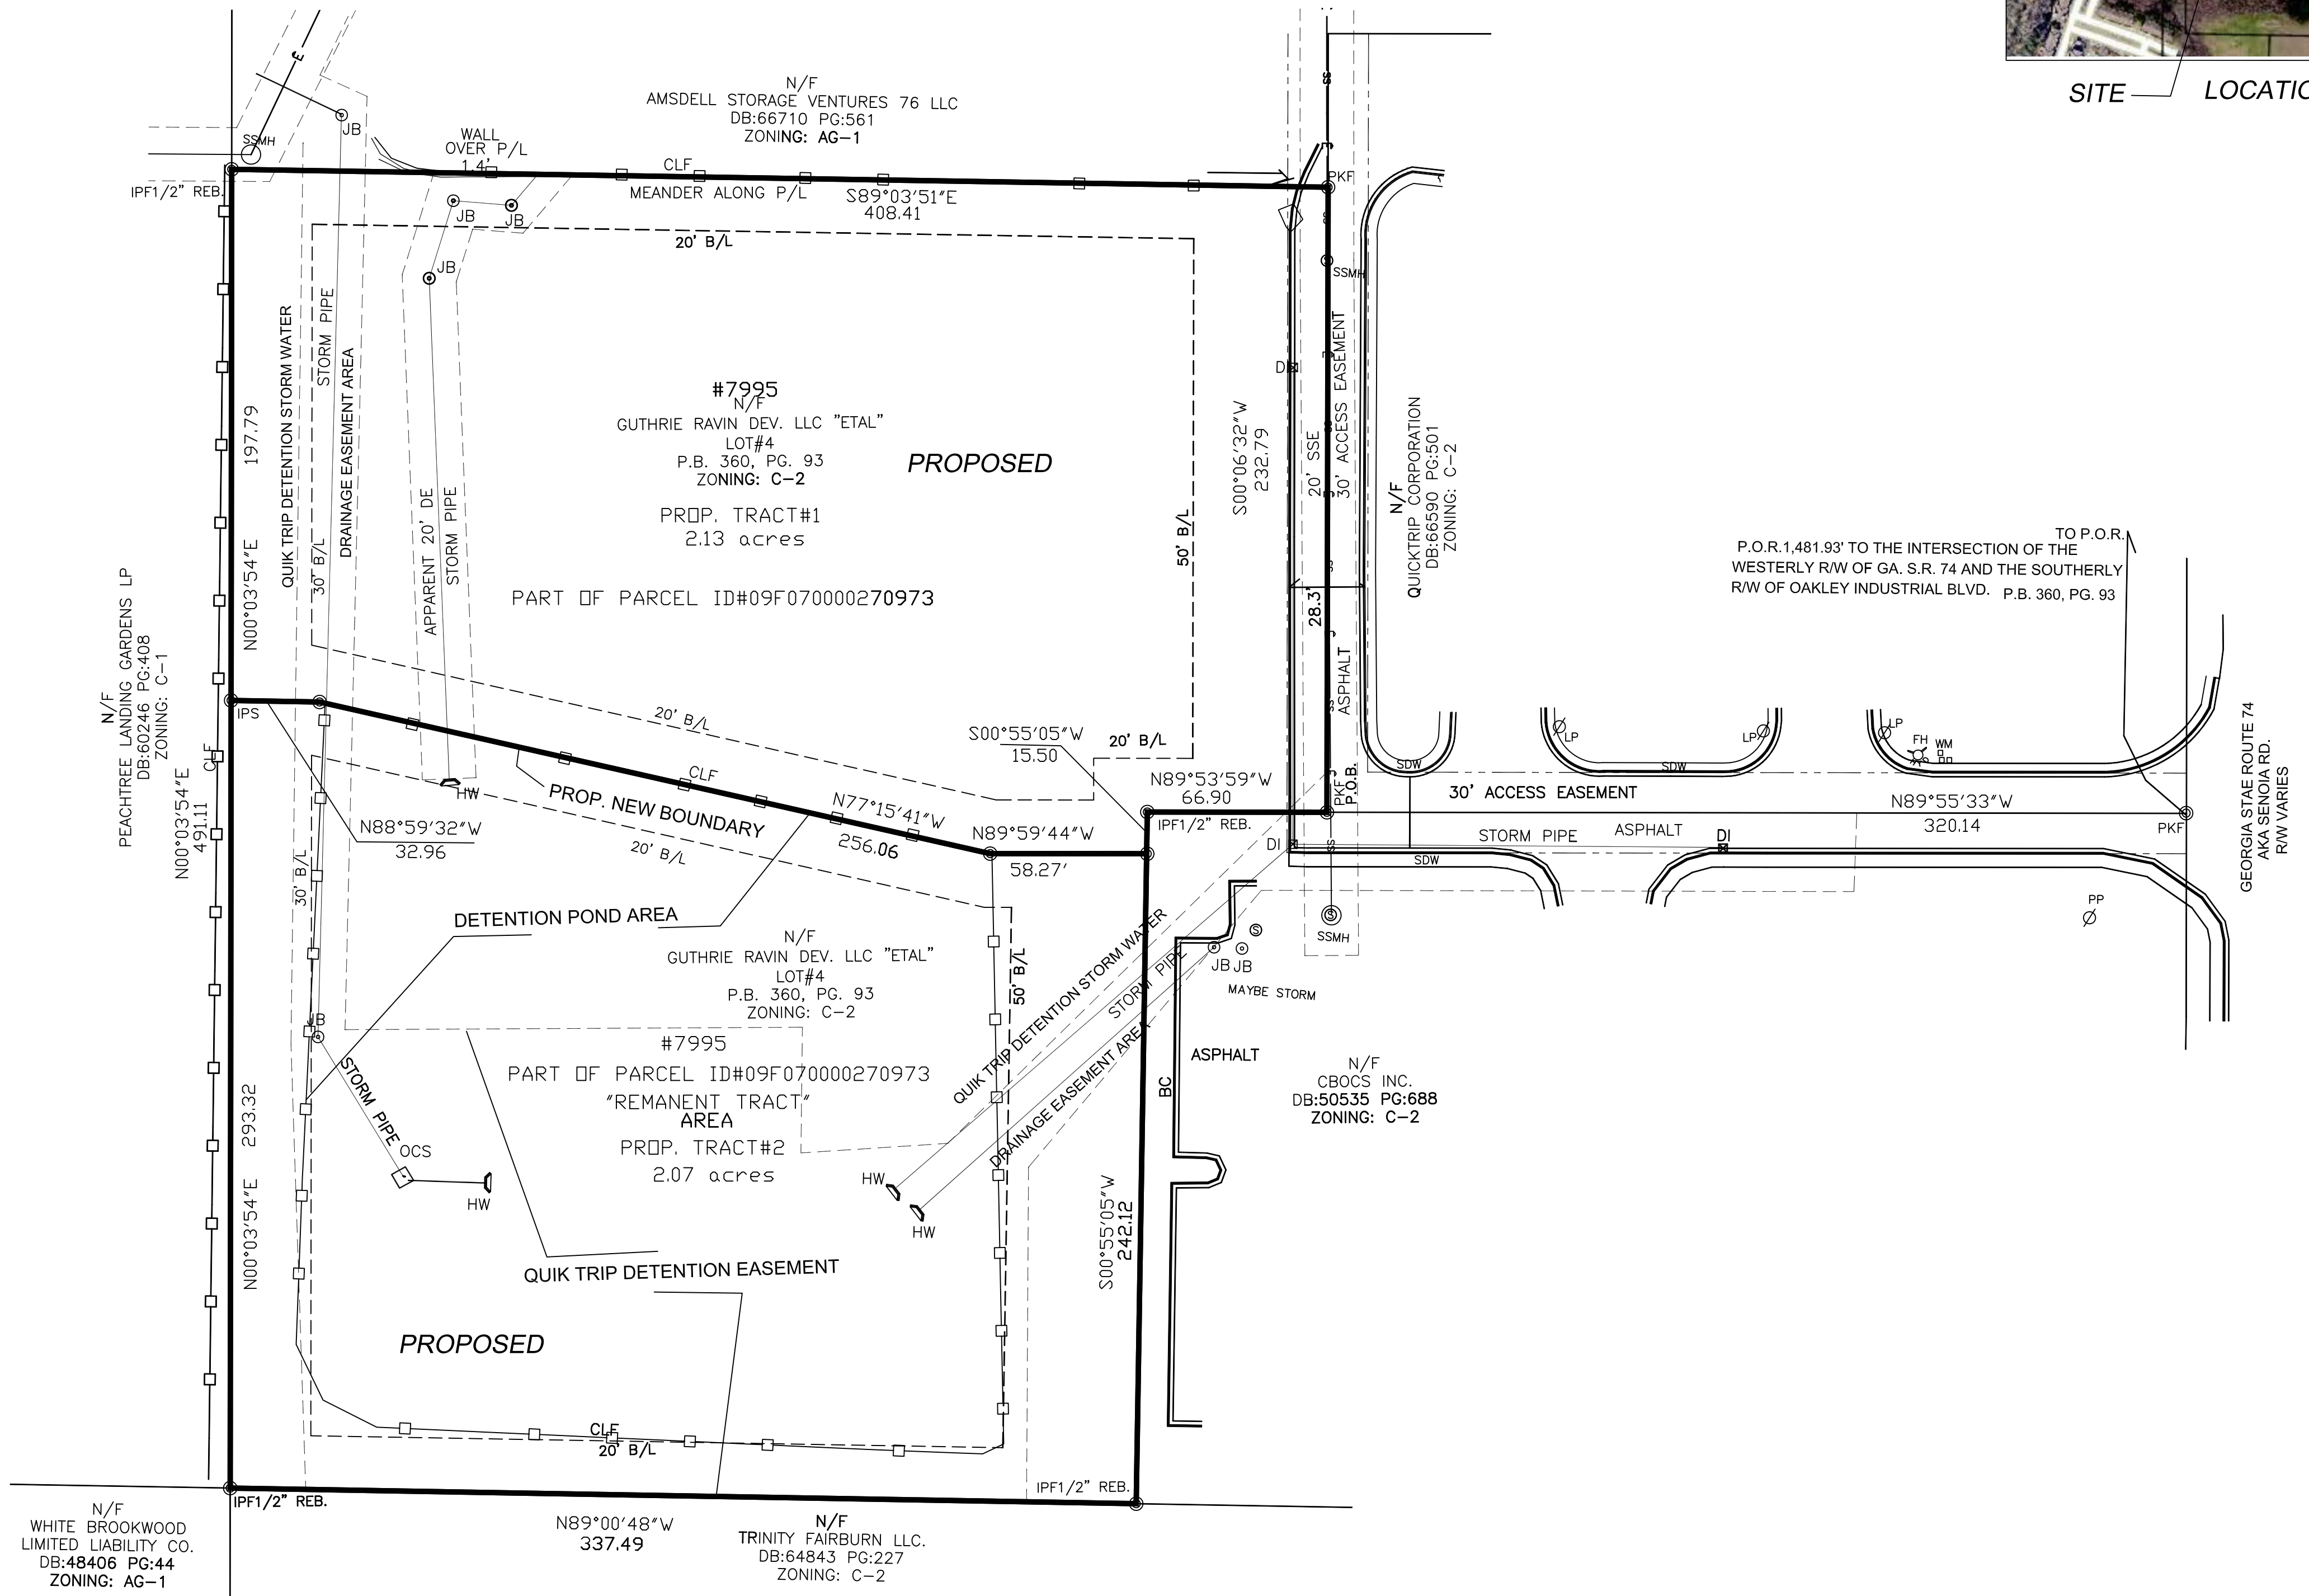 SITE
LOCATIO
N/F
AMSDELL STORAGE VENTURES 76 LLC
DB:66710 PG:561
ZONING: AG-1
E
JB
SSMH
WALL
OVER P/L
1.4'
CLF
MEANDER ALONG P/L
S89°03'51"E
408.41
PKF
SS
IPF1/2" REB.
JB
JB
JB
20' B/L
SSMH
QUIK TRIP DETENTION STORM WATER
DRAINAGE EASEMENT AREA
STORM PIPE
30' B/L
197.79
N00°03'54"E
APPARENT 20' DE
STORM PIPE
#7995
N/F
GUTHRIE RAVIN DEV. LLC "ETAL"
LOT#4
P.B. 360, PG. 93
ZONING: C-2
PROPOSED
PROP. TRACT#1
2.13 acres
PART OF PARCEL ID#09F070000270973
50' B/L
S00°06'32"W
232.79
DI
20' SSE
30' ACCESS EASEMENT
28.3'
ASPHALT
N/F
QUICKTRIP CORPORATION
DB:66590 PG:501
ZONING: C-2
TO P.O.R.
P.O.R.1,481.93' TO THE INTERSECTION OF THE
WESTERLY R/W OF GA. S.R. 74 AND THE SOUTHERLY
R/W OF OAKLEY INDUSTRIAL BLVD. P.B. 360, PG. 93
N/F
PEACHTREE LANDING GARDENS LP
DB:60246 PG:408
ZONING: C-1
N00°03'54"E
491.11
CLF
IPS
20' B/L
S00°55'05"W
15.50
20' B/L
N89°53'59"W
66.90
IPF1/2" REB.
PKF
P.O.B.
LP
LP
LP
FH
WM
SDW
SDW
30' ACCESS EASEMENT
N89°55'33"W
320.14
PKF
GEORGIA STAE ROUTE 74
AKA SENOIA RD.
R/W VARIES
CLF
HW
PROP. NEW BOUNDARY
N77°15'41"W
256.06
N89°59'44"W
58.27'
N88°59'32"W
32.96
20' B/L
30' B/L
DI
STORM PIPE
ASPHALT
DI
SDW
PP
DETENTION POND AREA
N/F
GUTHRIE RAVIN DEV. LLC "ETAL"
LOT#4
P.B. 360, PG. 93
ZONING: C-2
50' B/L
S
SSMH
S
JB JB
MAYBE STORM
QUIK TRIP DETENTION STORM WATER
STORM PIPE
DRAINAGE EASEMENT AREA
JB
STORM PIPE
#7995
PART OF PARCEL ID#09F070000270973
"REMANENT TRACT"
AREA
PROP. TRACT#2
2.07 acres
ASPHALT
BC
N/F
CBOCS INC.
DB:50535 PG:688
ZONING: C-2
293.32
N00°03'54"E
OCS
HW
HW
HW
S00°55'05"W
242.12
QUIK TRIP DETENTION EASEMENT
PROPOSED
CLF
20' B/L
IPF1/2" REB.
IPF1/2" REB.
N/F
WHITE BROOKWOOD
LIMITED LIABILITY CO.
DB:48406 PG:44
ZONING: AG-1
N89°00'48"W
337.49
N/F
TRINITY FAIRBURN LLC.
DB:64843 PG:227
ZONING: C-2